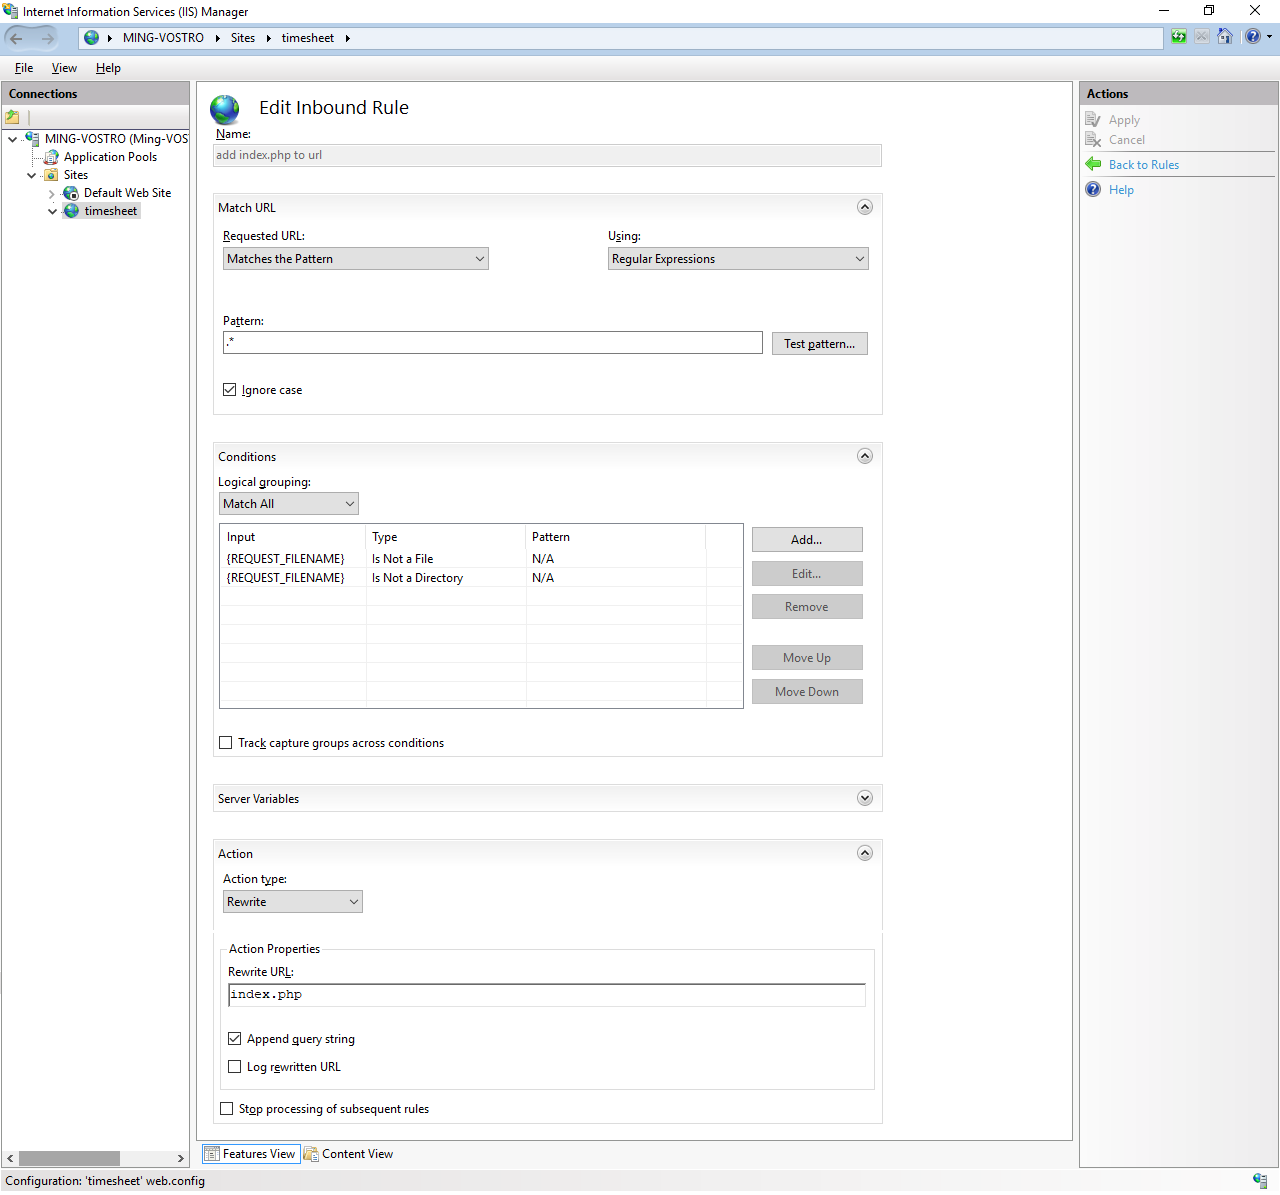 Internet Information Services (IIS) Manager
MING-VOSTRO Sites timesheet
File View Help
Connections
MING-VOSTRO (Ming-VOS
Application Pools
Sites
Default Web Site
timesheet
Edit Inbound Rule
Name:
add index.php to url
Match URL
Requested URL: Using:
Matches the Pattern Regular Expressions
Pattern:
.* Test pattern...
Ignore case
Conditions
Logical grouping:
Match All
Input Type Pattern
{REQUEST_FILENAME} Is Not a File N/A
{REQUEST_FILENAME} Is Not a Directory N/A
Add...
Edit...
Remove
Move Up
Move Down
Track capture groups across conditions
Server Variables
Action
Action type:
Rewrite
Action Properties
Rewrite URL:
index.php
Append query string
Log rewritten URL
Stop processing of subsequent rules
Features View Content View
Actions
Apply
Cancel
Back to Rules
Help
Configuration: 'timesheet' web.config